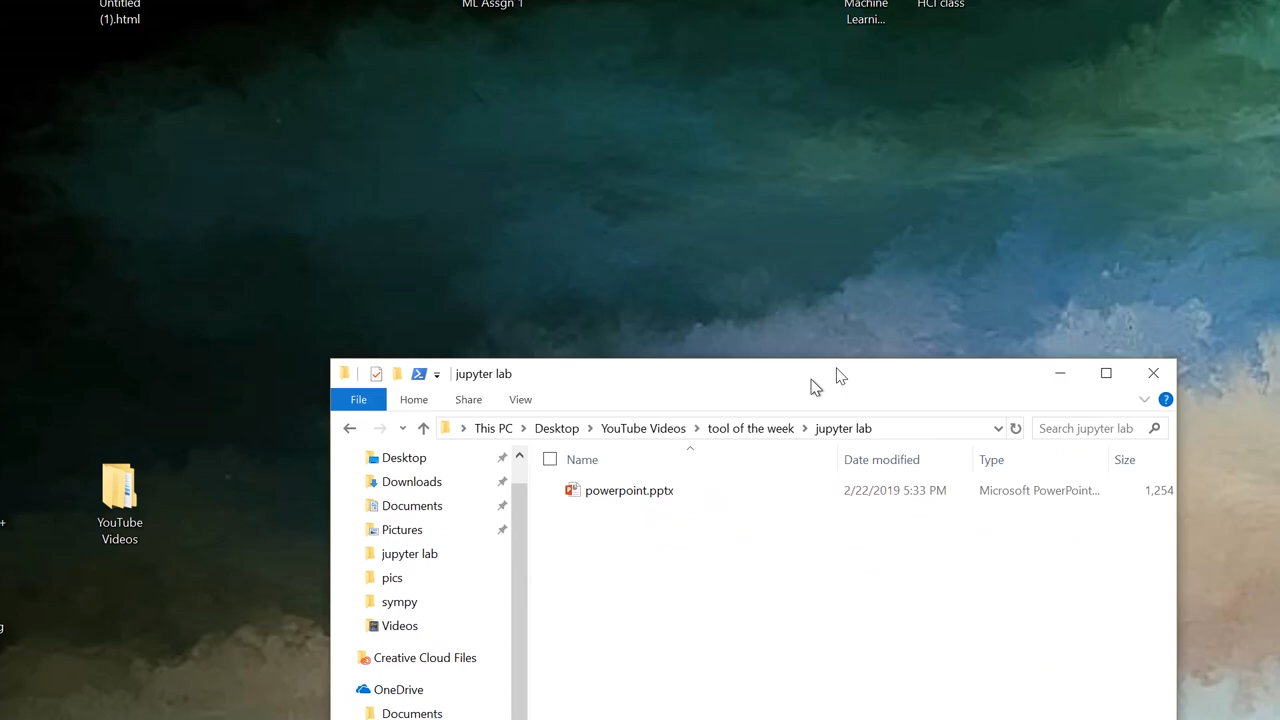 Untitled
(1).html
ML Assgn 1
Machine
Learni...
HCI class
YouTube
Videos
+
g
jupyter lab
File Home Share View
This PC > Desktop > YouTube Videos > tool of the week > jupyter lab
Search jupyter lab
Name Date modified Type Size
powerpoint.pptx 2/22/2019 5:33 PM Microsoft PowerPoint... 1,254
Desktop
Downloads
Documents
Pictures
jupyter lab
pics
sympy
Videos
Creative Cloud Files
OneDrive
Documents